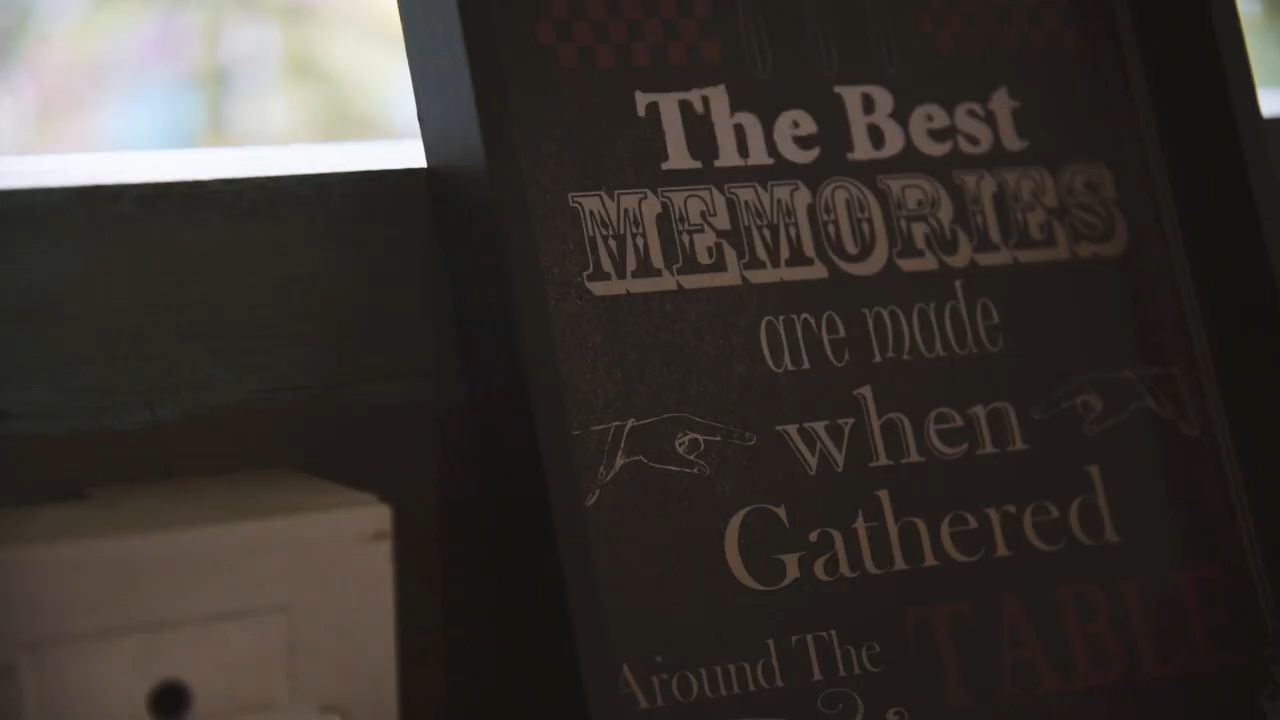 The Best
MEMORIES
are made
when
Gathered
Around The TABLE